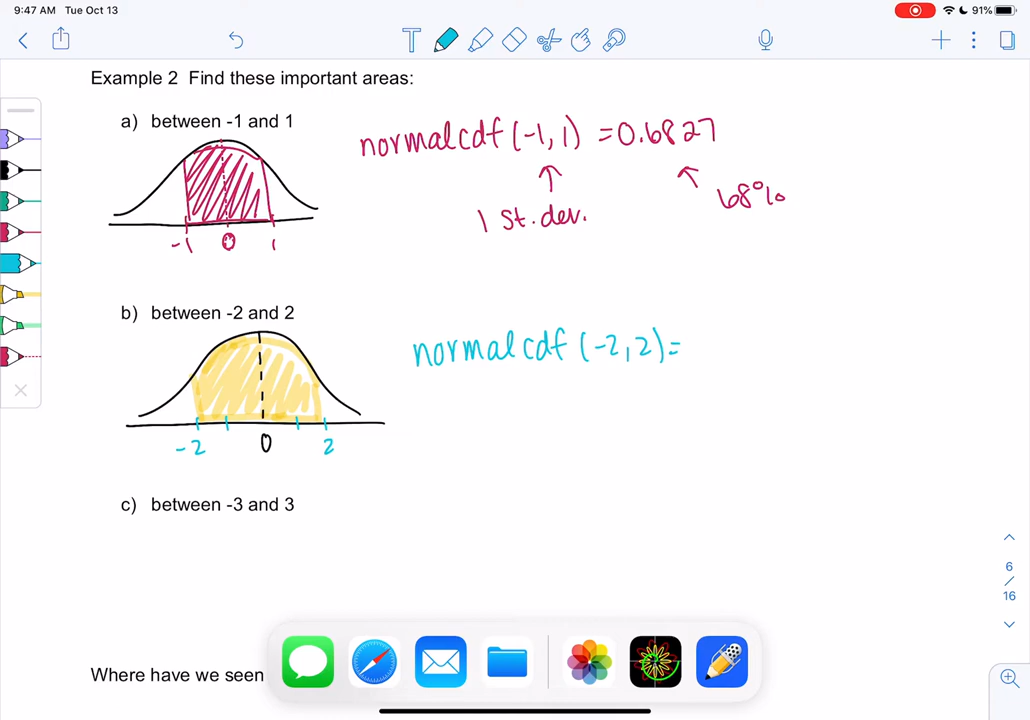 9:47 AM Tue Oct 13
91%
T
Example 2 Find these important areas:
a) between -1 and 1
normalcdf (-1, 1) = 0.6827
1 St. dev.
68%
-1 0 1
b) between -2 and 2
normalcdf (-2, 2) =
-2 0 2
c) between -3 and 3
6
/
16
Where have we seen